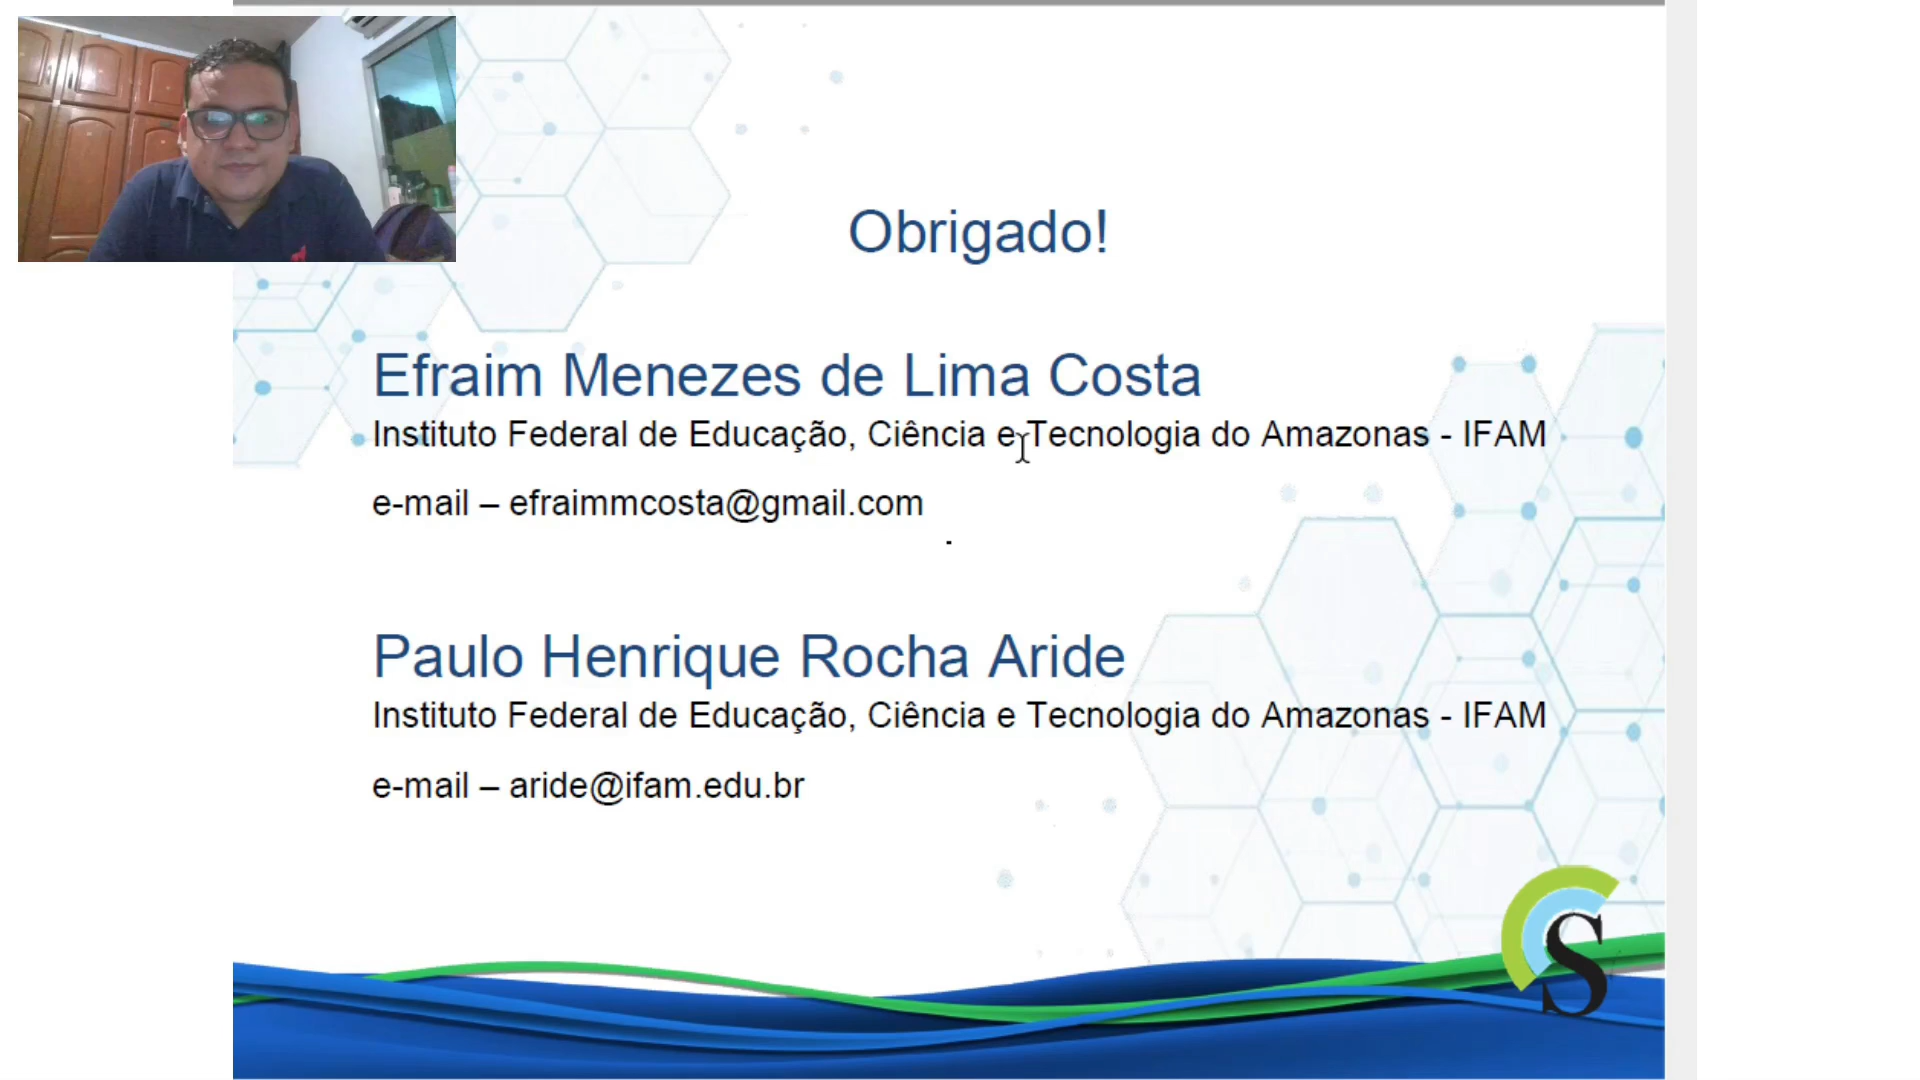 Obrigado!
Efraim Menezes de Lima Costa
Instituto Federal de Educação, Ciência e Tecnologia do Amazonas - IFAM
e-mail – efraimmcosta@gmail.com
.
Paulo Henrique Rocha Aride
Instituto Federal de Educação, Ciência e Tecnologia do Amazonas - IFAM
e-mail – aride@ifam.edu.br
S